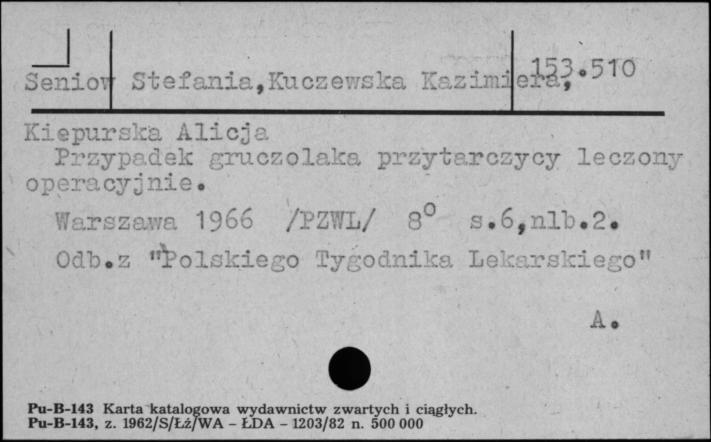 153.510
Seniow Stefania,Kuczewska Kazimiera,
Kiepurska Alicja
Przypadek gruczolaka przytarczycy leczony
operacyjnie.
Warszawa 1966 /PZWL/ 8° s.6,nlb.2.
Odb.z "Polskiego Tygodnika Lekarskiego"
A.
Pu-B-143 Karta katalogowa wydawnictw zwartych i ciągłych.
Pu-B-143, z. 1962/S/Łż/WA - ŁDA - 1203/82 n. 500 000